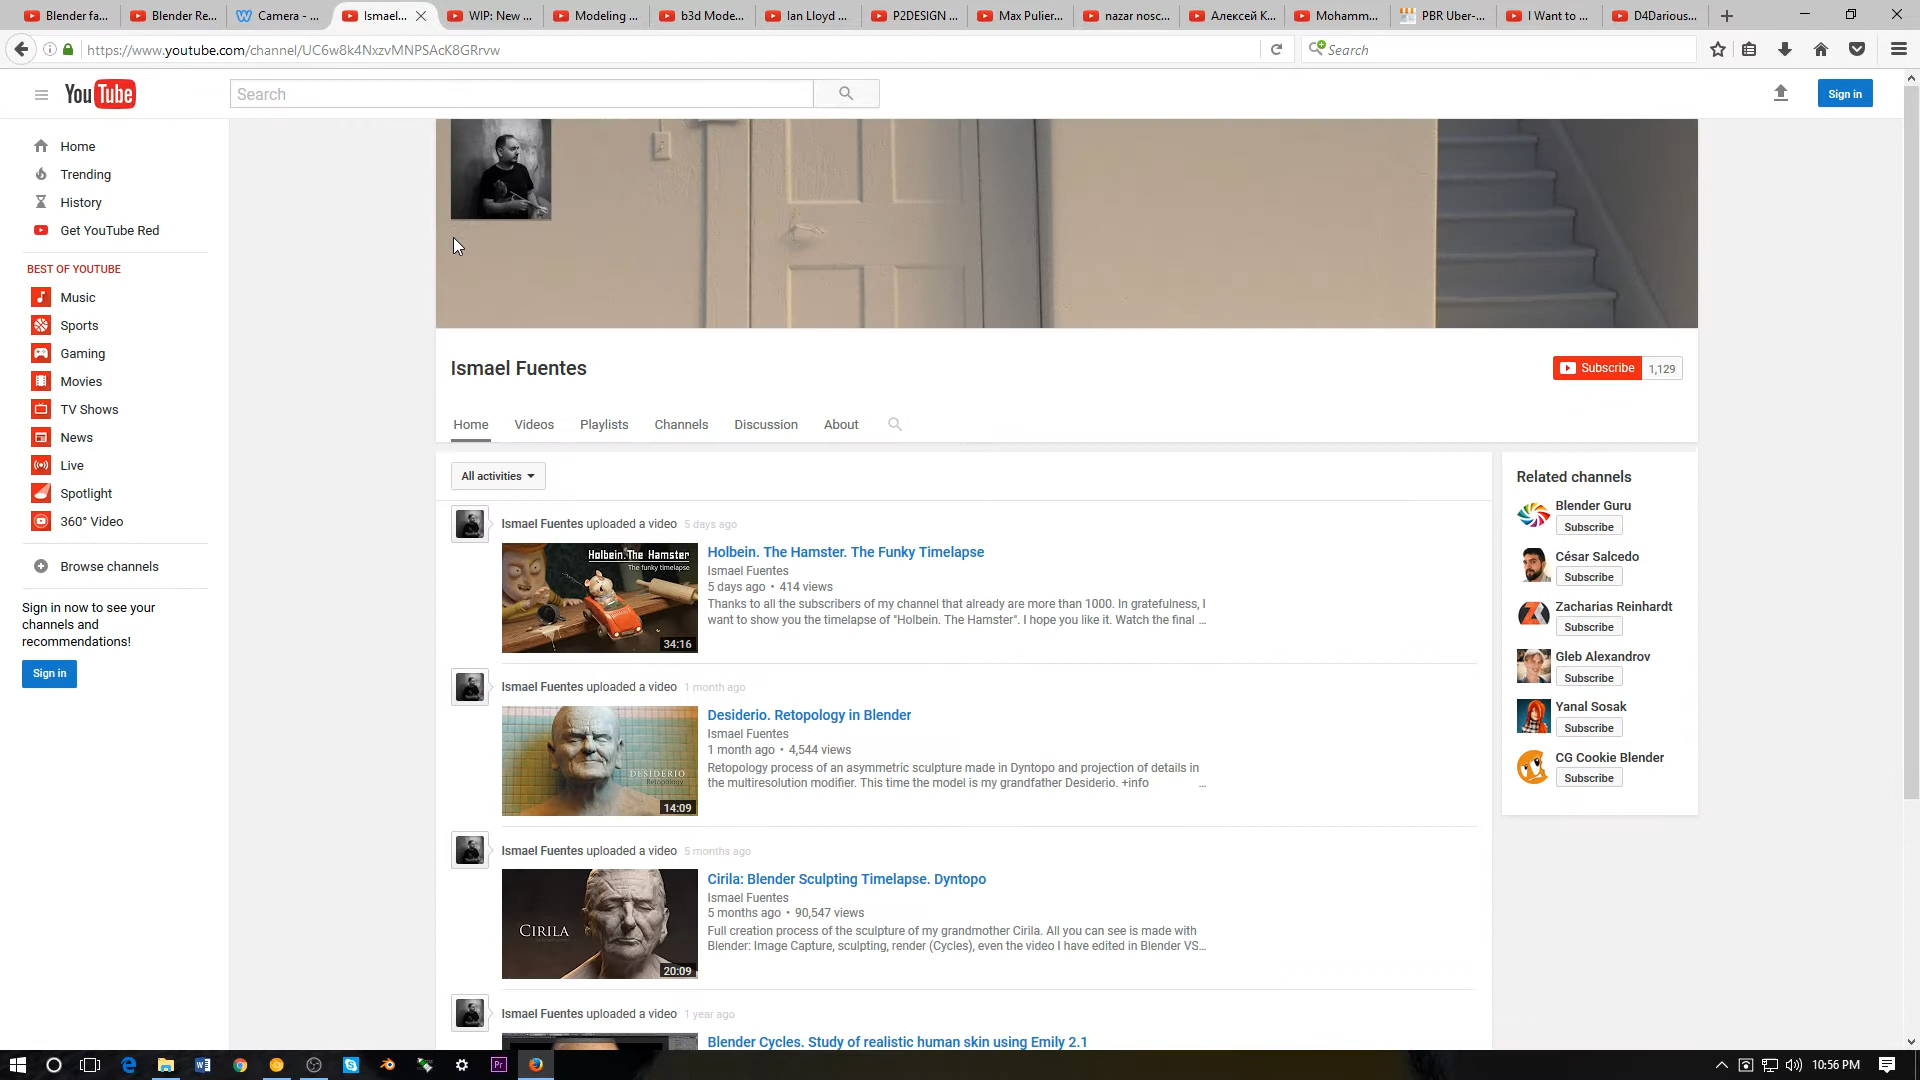 Blender fa...
Blender Re...
Camera - ...
Ismael...
WIP: New ...
Modeling ...
b3d Mode...
Ian Lloyd ...
P2DESIGN ...
Max Pulier...
nazar nosc...
Алексей К...
Mohamm...
PBR Uber-...
I Want to ...
D4Darious...
https://www.youtube.com/channel/UC6w8k4NxzvMNPSAcK8GRrvw
Search
YouTube
Search
Sign in
Home
Trending
History
Get YouTube Red
BEST OF YOUTUBE
Music
Sports
Gaming
Movies
TV Shows
News
Live
Spotlight
360° Video
Browse channels
Sign in now to see your
channels and
recommendations!
Sign in
Ismael Fuentes
Subscribe 1,129
Home Videos Playlists Channels Discussion About
All activities
Ismael Fuentes uploaded a video 5 days ago
Holbein. The Hamster
The funky timelapse
34:16
Holbein. The Hamster. The Funky Timelapse
Ismael Fuentes
5 days ago • 414 views
Thanks to all the subscribers of my channel that already are more than 1000. In gratefulness, I
want to show you the timelapse of "Holbein. The Hamster". I hope you like it. Watch the final ...
Ismael Fuentes uploaded a video 1 month ago
DESIDERIO
Retopology
14:09
Desiderio. Retopology in Blender
Ismael Fuentes
1 month ago • 4,544 views
Retopology process of an asymmetric sculpture made in Dyntopo and projection of details in
the multiresolution modifier. This time the model is my grandfather Desiderio. +info ...
Ismael Fuentes uploaded a video 5 months ago
CIRILA
20:09
Cirila: Blender Sculpting Timelapse. Dyntopo
Ismael Fuentes
5 months ago • 90,547 views
Full creation process of the sculpture of my grandmother Cirila. All you can see is made with
Blender: Image Capture, sculpting, render (Cycles), even the video I have edited in Blender VS...
Ismael Fuentes uploaded a video 1 year ago
Blender Cycles. Study of realistic human skin using Emily 2.1
Related channels
Blender Guru
Subscribe
César Salcedo
Subscribe
Zacharias Reinhardt
Subscribe
Gleb Alexandrov
Subscribe
Yanal Sosak
Subscribe
CG Cookie Blender
Subscribe
Pr
10:56 PM